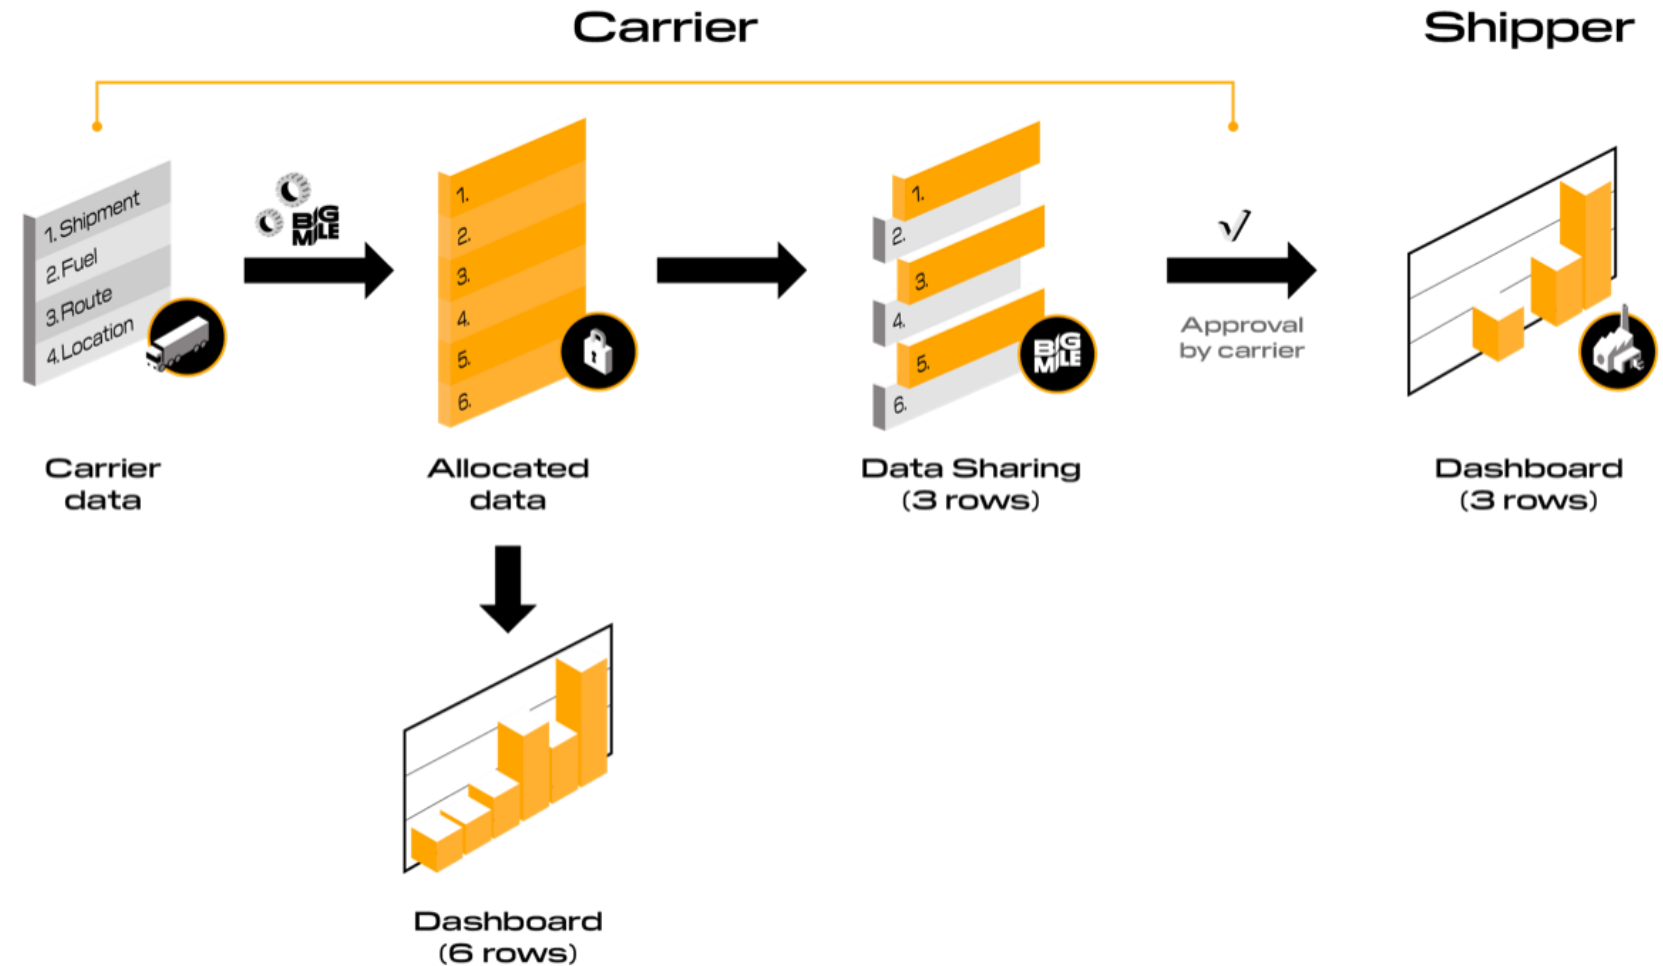 Carrier
Shipper
1. Shipment
2. Fuel
3. Route
4. Location
BIG
MILE
1.
2.
3.
4.
5.
6.
1.
2.
3.
4.
5.
6.
BIG
MILE
Approval
by carrier
Carrier
data
Allocated
data
Data Sharing
(3 rows)
Dashboard
(3 rows)
Dashboard
(6 rows)